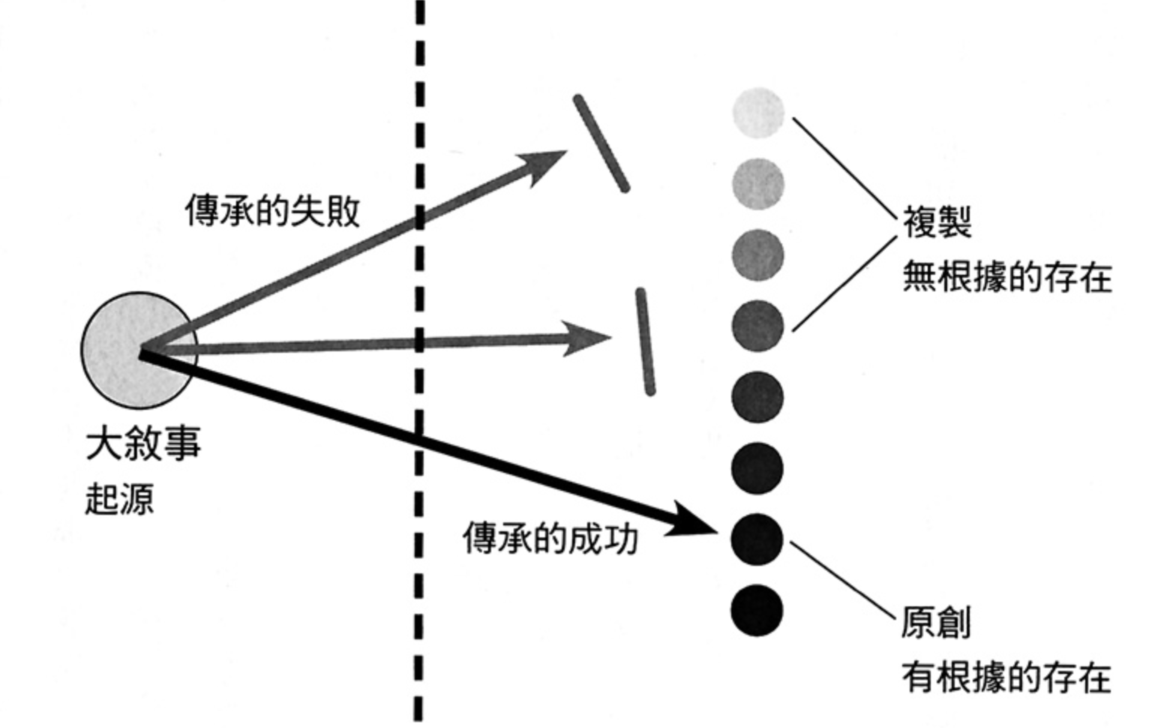 傳承的失敗
複製
無根據的存在
大敘事
起源
傳承的成功
原創
有根據的存在